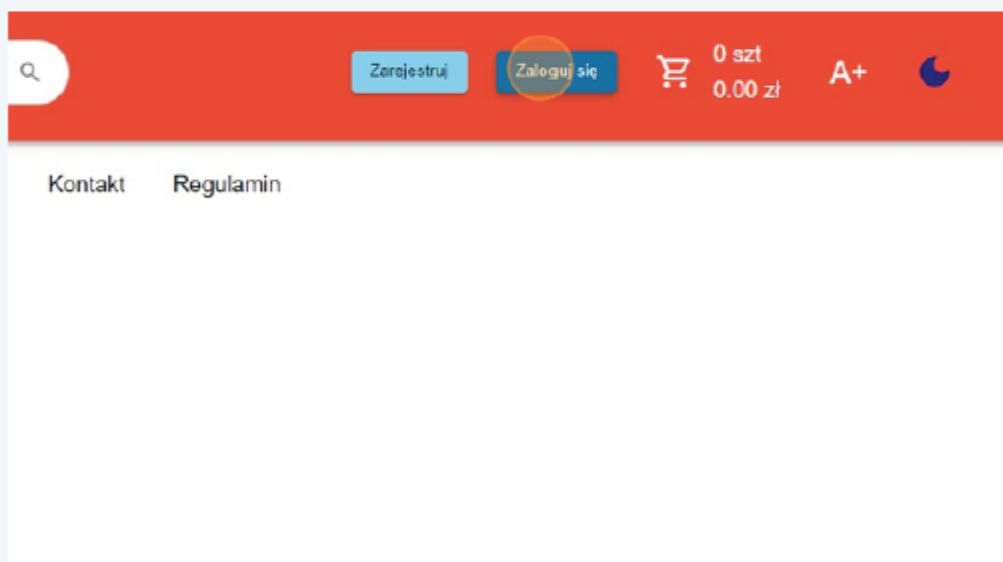 Zarejestruj
Zaloguj się
0 szt
0.00 zł
A+
Kontakt
Regulamin